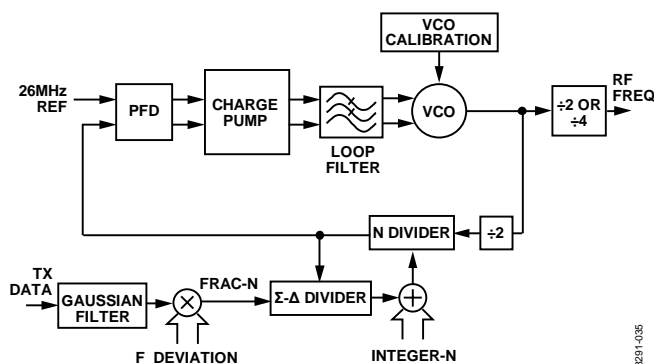 VCO
CALIBRATION
26MHz
REF
PFD
CHARGE
PUMP
LOOP
FILTER
VCO
÷2 OR
÷4
RF
FREQ
N DIVIDER
÷2
TX
DATA
GAUSSIAN
FILTER
×
FRAC-N
Σ-Δ DIVIDER
+
F_DEVIATION
INTEGER-N